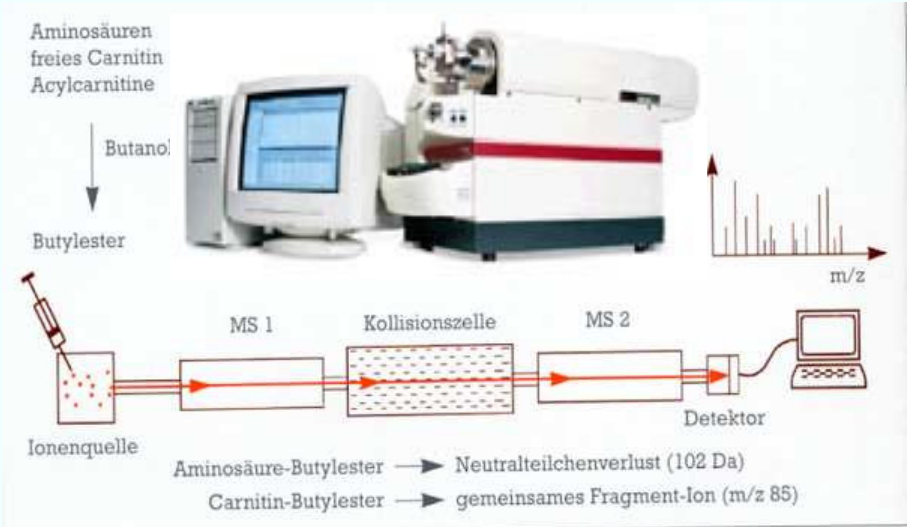 Aminosäuren
freies Carnitin
Acylcarnitine
Butylester
m/z
MS 1
Kollisionszelle
MS 2
Detektor
Ionenquelle
Aminosäure-Butylester → Neutralteilchenverlust (102 Da)
Carnitin-Butylester → gemeinsames Fragment-Ion (m/z 85)